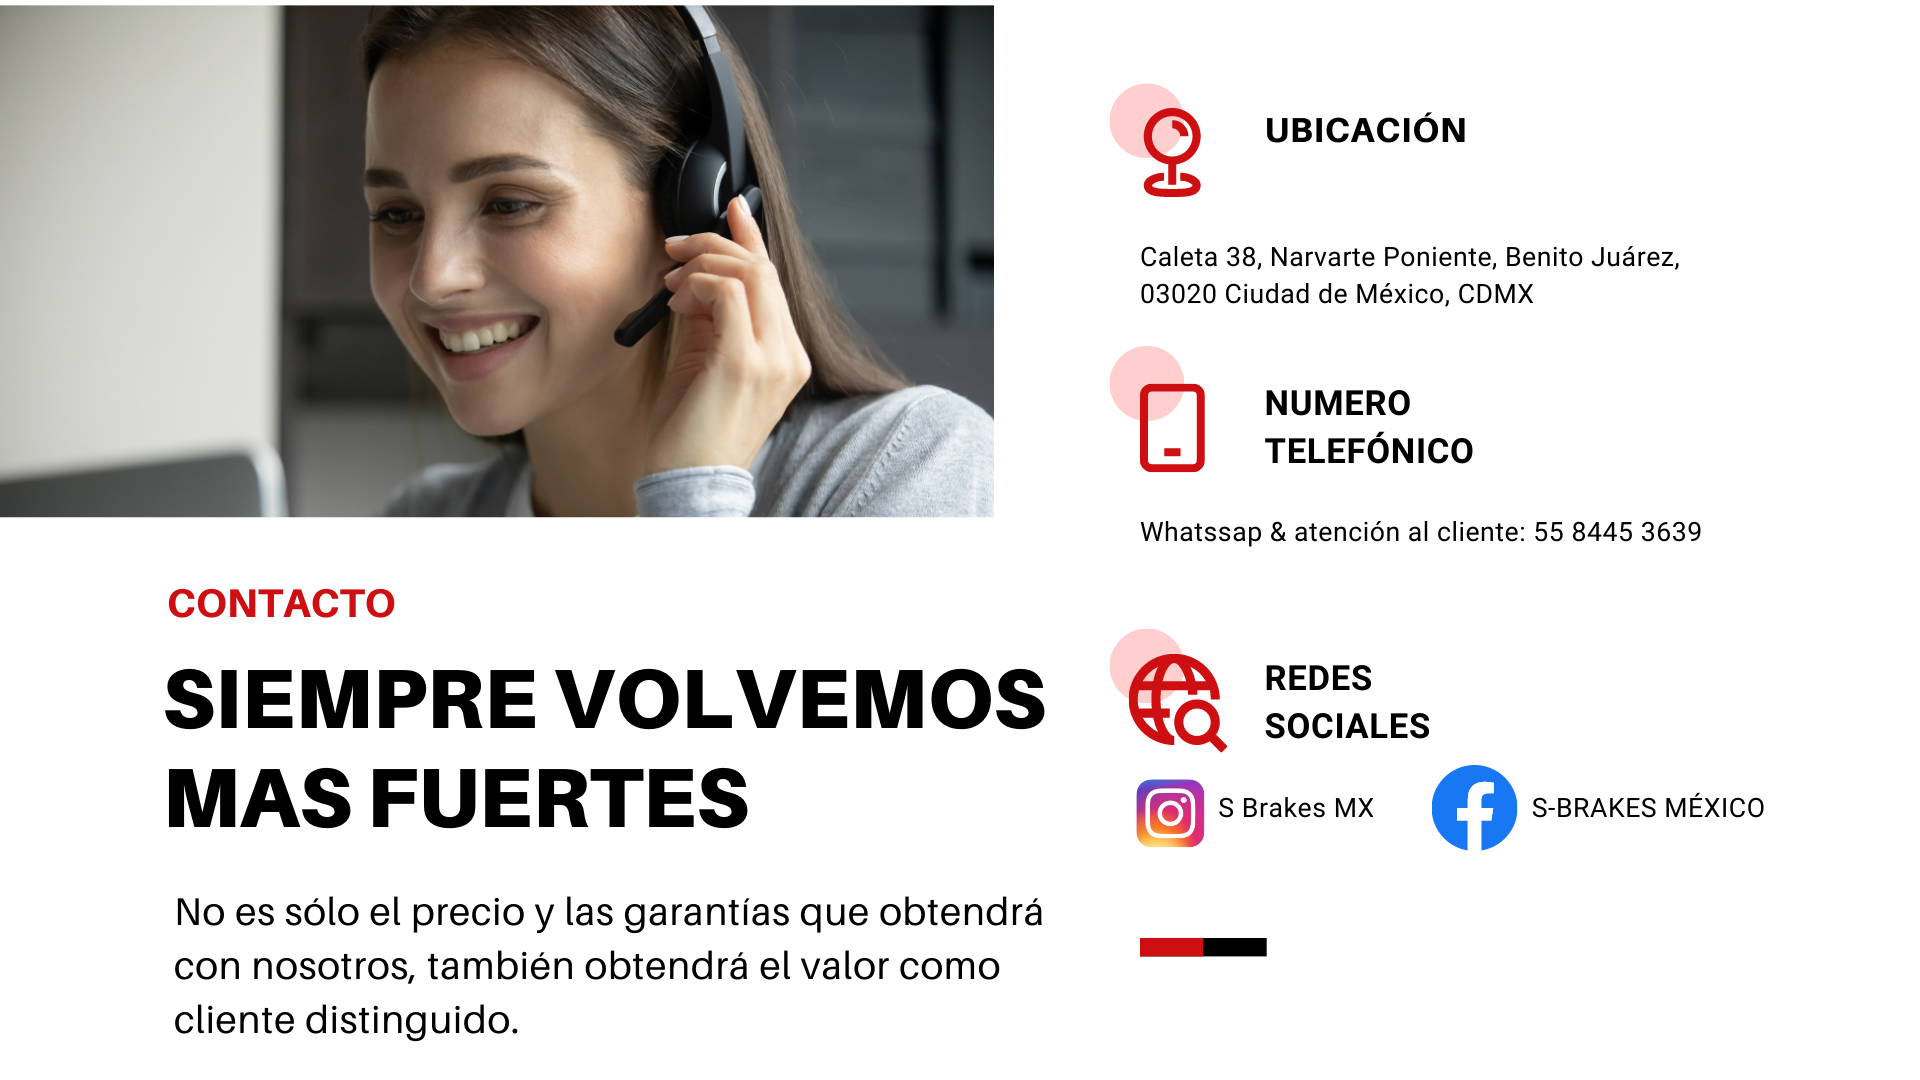 CONTACTO
SIEMPRE VOLVEMOS
MAS FUERTES
No es sólo el precio y las garantías que obtendrá
con nosotros, también obtendrá el valor como
cliente distinguido.
UBICACIÓN
Caleta 38, Narvarte Poniente, Benito Juárez,
03020 Ciudad de México, CDMX
NUMERO
TELEFÓNICO
Whatssap & atención al cliente: 55 8445 3639
REDES
SOCIALES
S Brakes MX
S-BRAKES MÉXICO